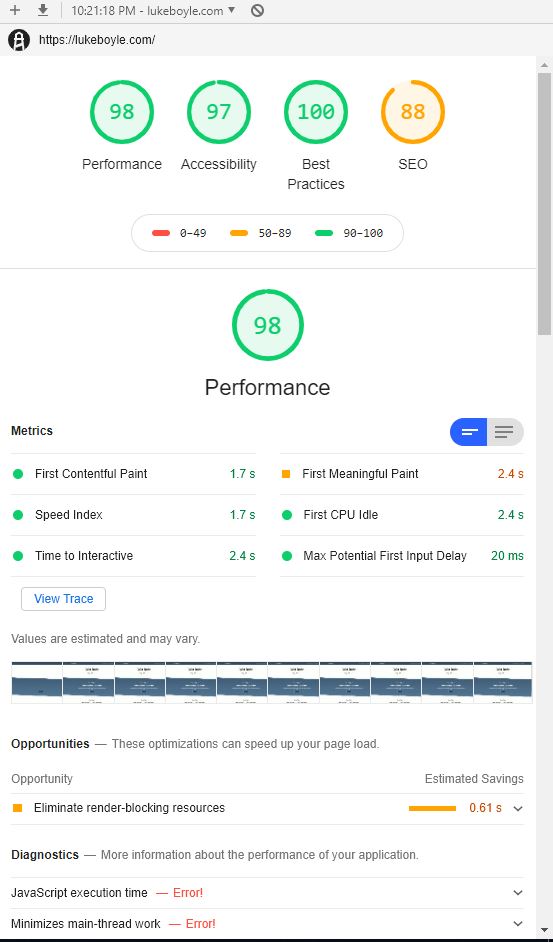 10:21:18 PM - lukeboyle.com
https://lukeboyle.com/
98 97 100 88
Performance Accessibility Best Practices SEO
0–49 50–89 90–100
98
Performance
Metrics
First Contentful Paint 1.7 s
First Meaningful Paint 2.4 s
Speed Index 1.7 s
First CPU Idle 2.4 s
Time to Interactive 2.4 s
Max Potential First Input Delay 20 ms
View Trace
Values are estimated and may vary.
Opportunities — These optimizations can speed up your page load.
Opportunity Estimated Savings
Eliminate render-blocking resources 0.61 s
Diagnostics — More information about the performance of your application.
JavaScript execution time — Error!
Minimizes main-thread work — Error!